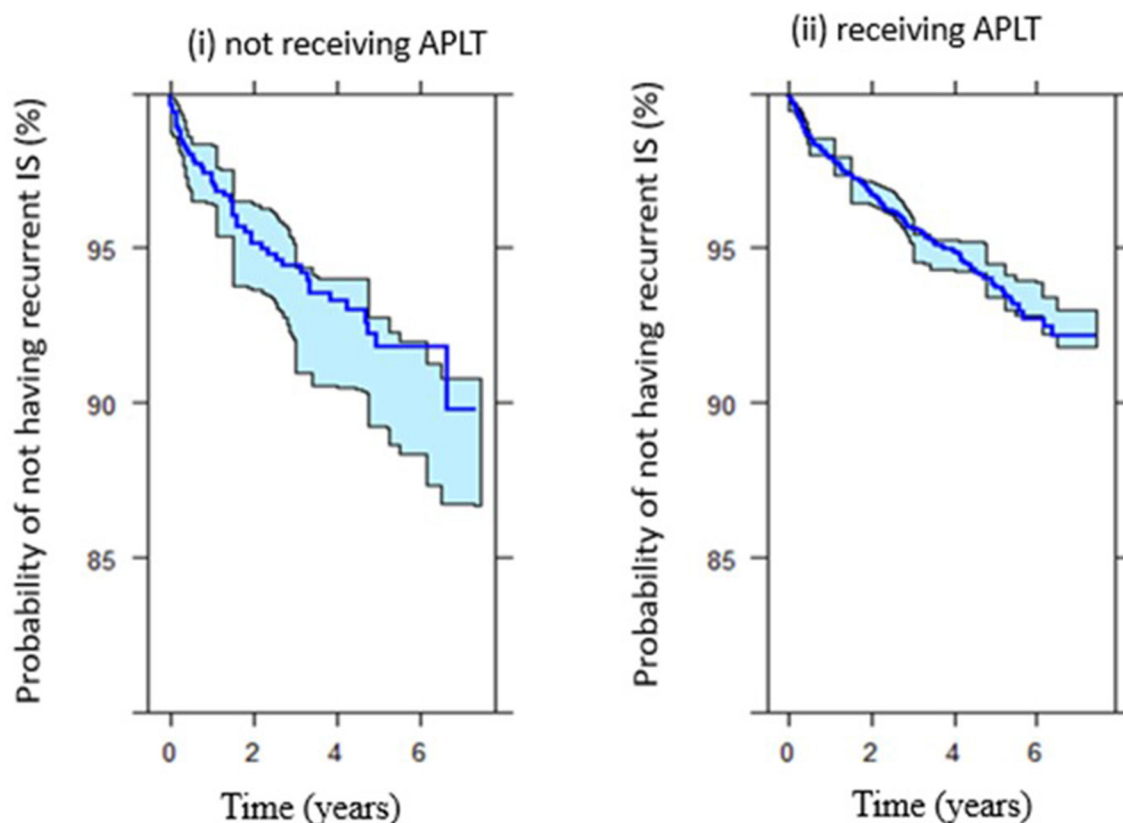 (i) not receiving APLT
Probability of not having recurrent IS (%)
95
90
85
0 2 4 6
Time (years)
(ii) receiving APLT
Probability of not having recurrent IS (%)
95
90
85
0 2 4 6
Time (years)